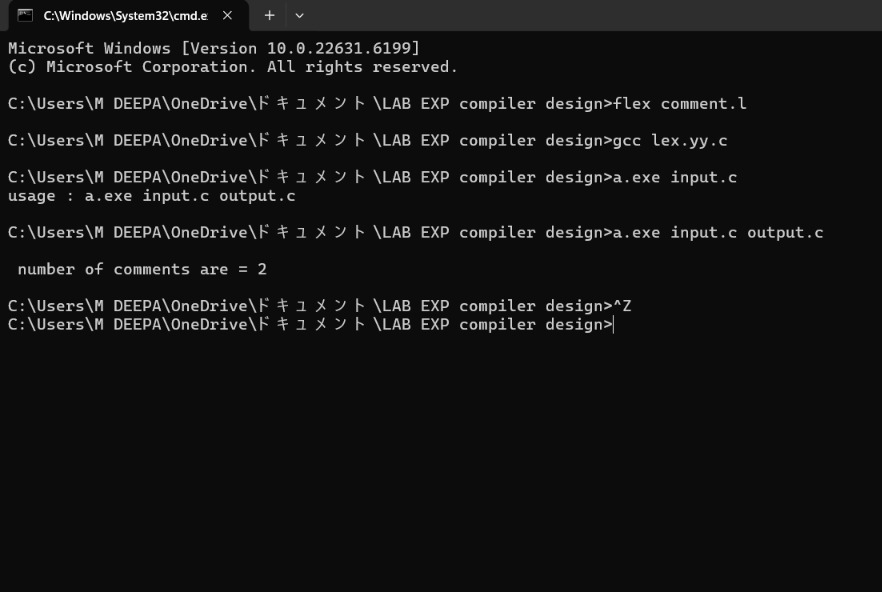 C:\Windows\System32\cmd.e
Microsoft Windows [Version 10.0.22631.6199]
(c) Microsoft Corporation. All rights reserved.
C:\Users\M DEEPA\OneDrive\ドキュメント\LAB EXP compiler design>flex comment.l
C:\Users\M DEEPA\OneDrive\ドキュメント\LAB EXP compiler design>gcc lex.yy.c
C:\Users\M DEEPA\OneDrive\ドキュメント\LAB EXP compiler design>a.exe input.c
usage : a.exe input.c output.c
C:\Users\M DEEPA\OneDrive\ドキュメント\LAB EXP compiler design>a.exe input.c output.c
number of comments are = 2
C:\Users\M DEEPA\OneDrive\ドキュメント\LAB EXP compiler design>^Z
C:\Users\M DEEPA\OneDrive\ドキュメント\LAB EXP compiler design>